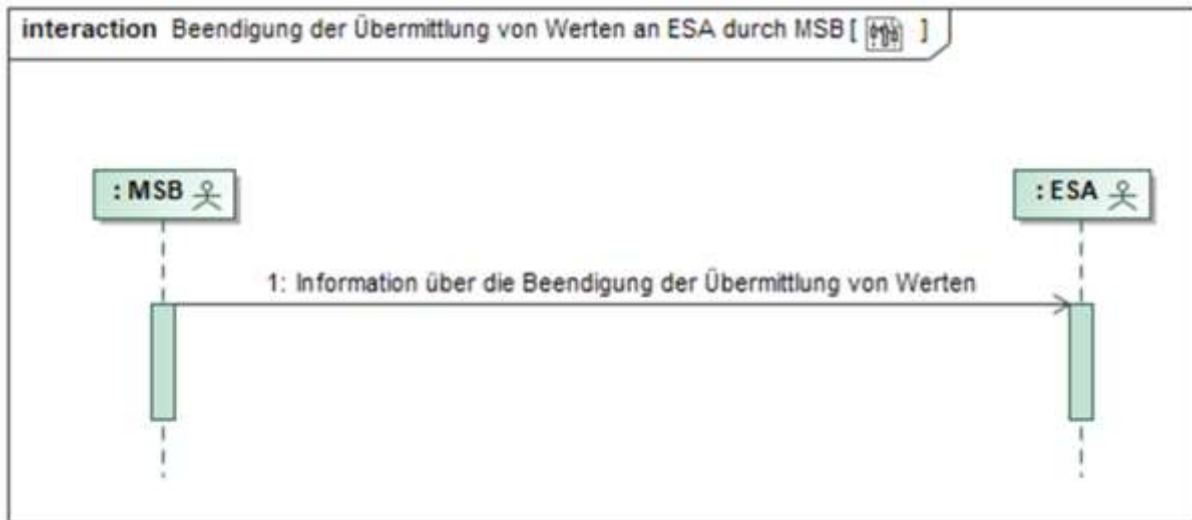 interaction Beendigung der Übermittlung von Werten an ESA durch MSB [ ]
: MSB
: ESA
1: Information über die Beendigung der Übermittlung von Werten